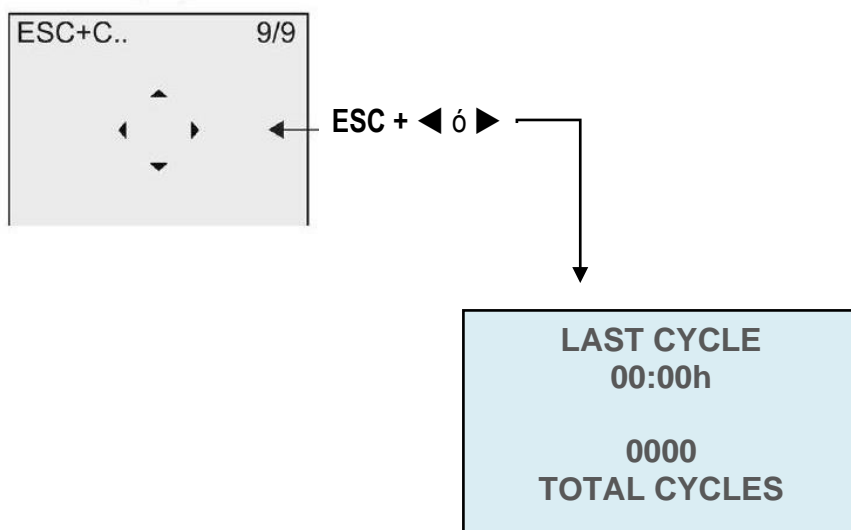 ESC+C.. 9/9
ESC + ◀ ó ▶
LAST CYCLE
00:00h
0000
TOTAL CYCLES